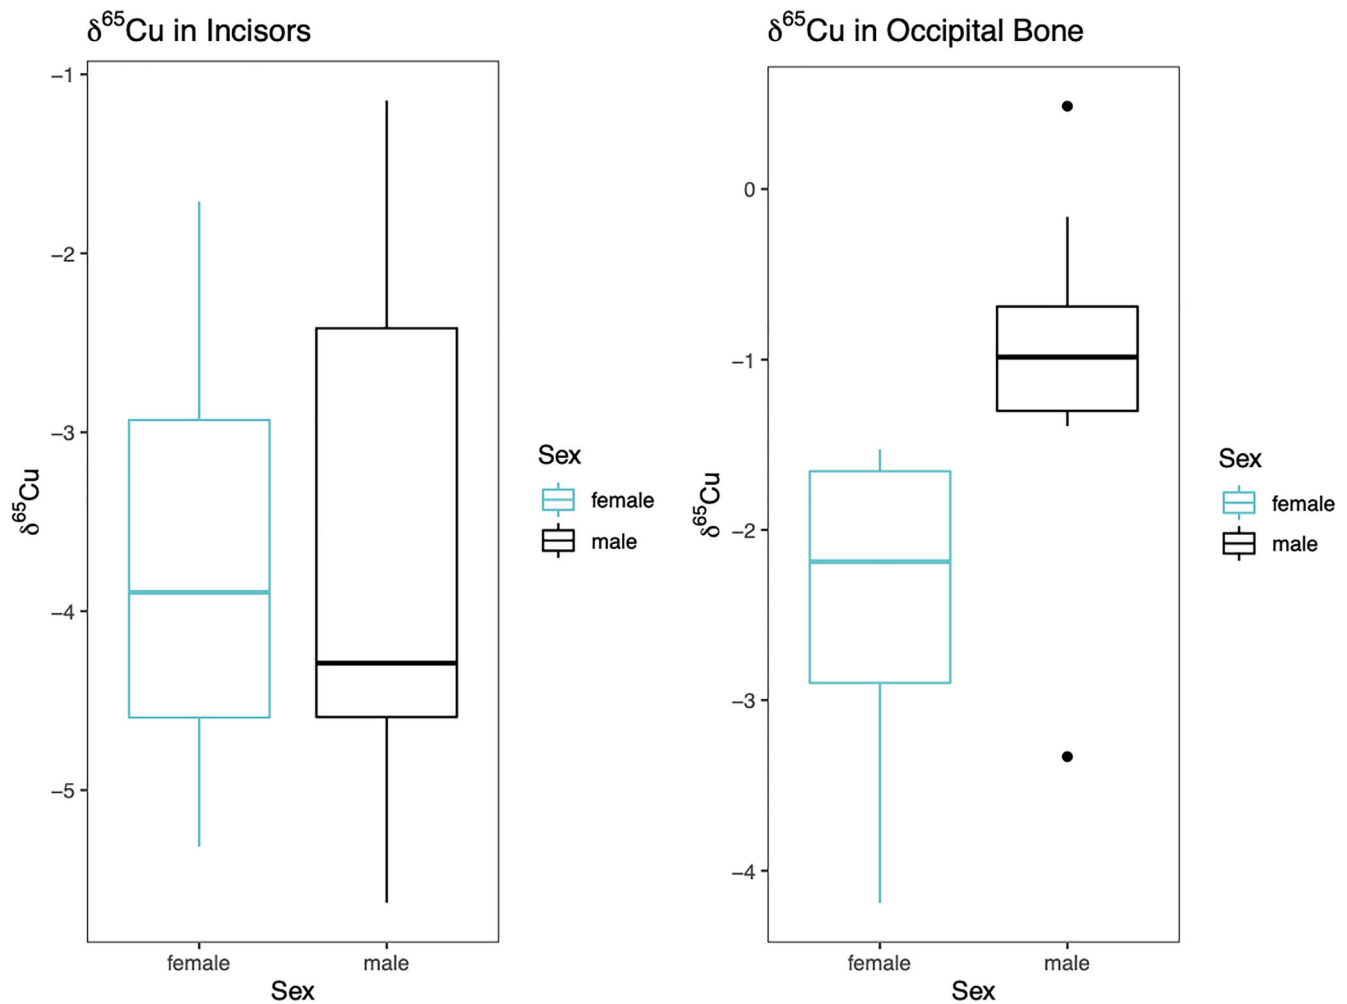 δ65Cu in Incisors
−1
−2
−3
−4
−5
δ65Cu
female
male
Sex
Sex
female
male
δ65Cu in Occipital Bone
0
−1
−2
−3
−4
δ65Cu
female
male
Sex
Sex
female
male